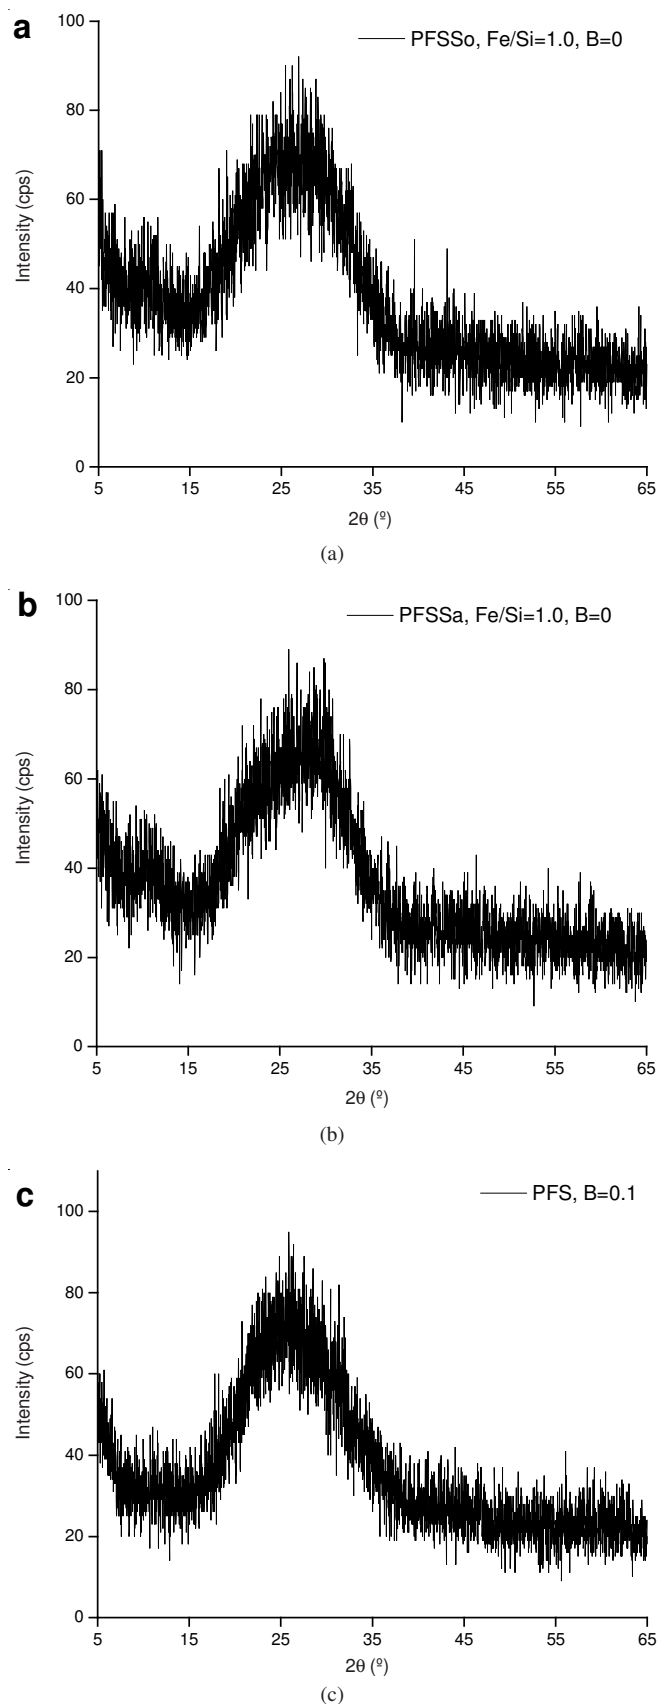 a
PFSSo, Fe/Si=1.0, B=0
100
80
60
40
20
0
Intensity (cps)
5 15 25 35 45 55 65
2θ (º)
(a)
b
PFSSa, Fe/Si=1.0, B=0
100
80
60
40
20
0
Intensity (cps)
5 15 25 35 45 55 65
2θ (º)
(b)
c
PFS, B=0.1
100
80
60
40
20
0
Intensity (cps)
5 15 25 35 45 55 65
2θ (º)
(c)